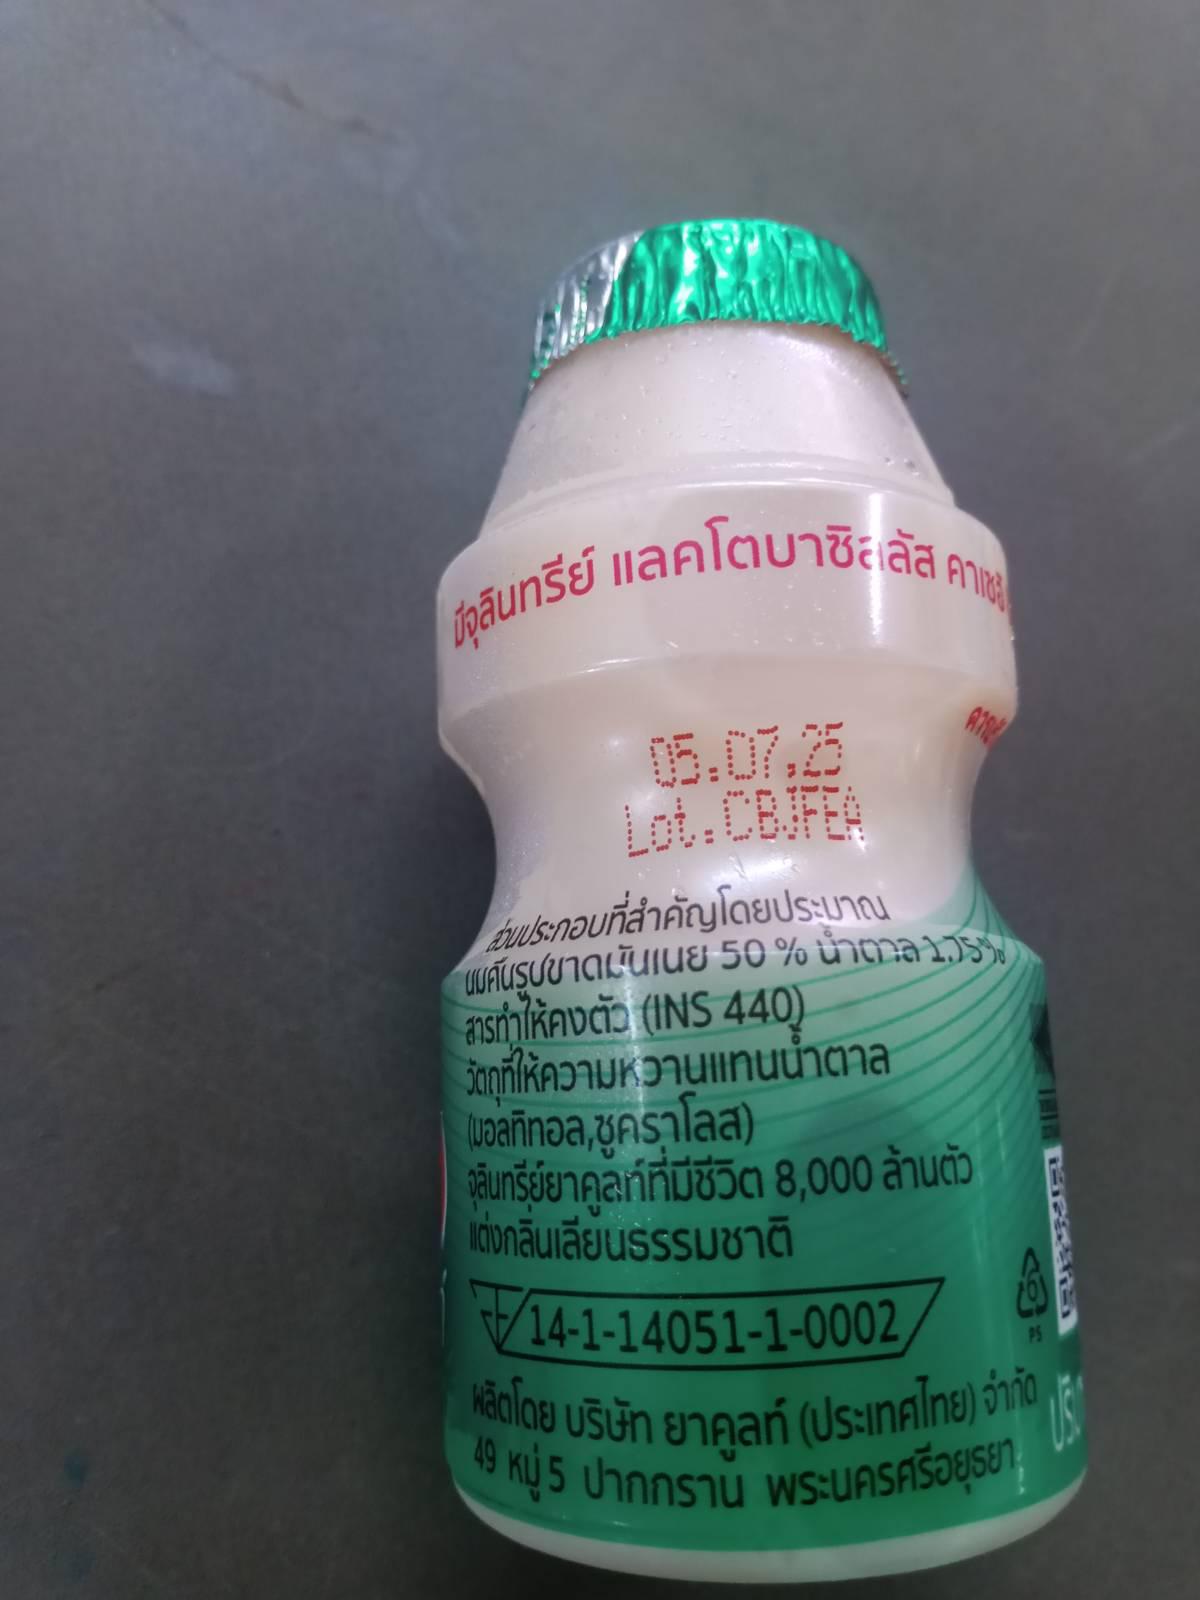 มีจุลินทรีย์ แลคโตบาซิลลัส คาเซอิ
05.07.25
Lot.CBJFEA
ส่วนประกอบที่สำคัญโดยประมาณ
นมคืนรูปขาดมันเนย 50 % น้ำตาล 1.75%
สารทำให้คงตัว (INS 440)
วัตถุที่ให้ความหวานแทนน้ำตาล
(มอลทิทอล,ซูคราโลส)
จุลินทรีย์ยาคูลท์ที่มีชีวิต 8,000 ล้านตัว
แต่งกลิ่นเลียนธรรมชาติ
14-1-14051-1-0002
PS
ผลิตโดย บริษัท ยาคูลท์ (ประเทศไทย) จำกัด
49 หมู่ 5 ปากกราน พระนครศรีอยุธยา